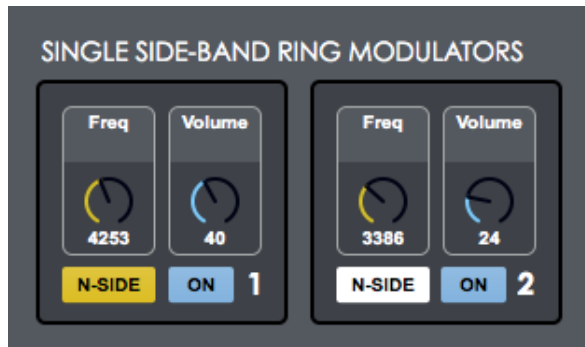 SINGLE SIDE-BAND RING MODULATORS
Freq
Volume
4253
40
N-SIDE
ON
1
Freq
Volume
3386
24
N-SIDE
ON
2